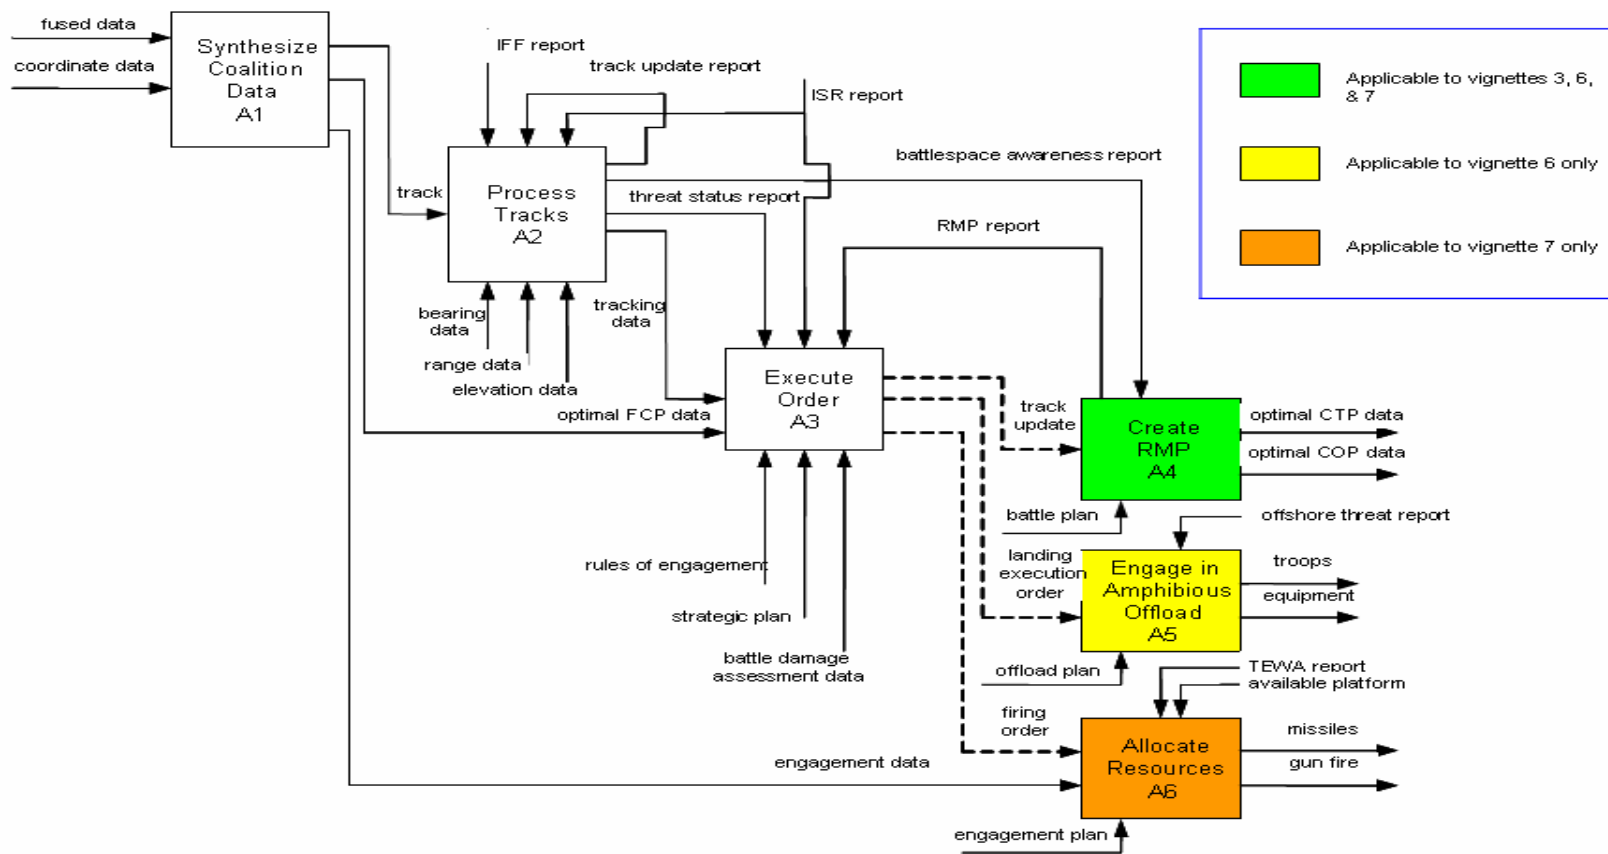 fused data
coordinate data
Synthesize
Coalition
Data
A1
IFF report
track update report
ISR report
track
Process
Tracks
A2
battlespace awareness report
threat status report
RMP report
bearing
data
range data
elevation data
tracking
data
optimal FCP data
Execute
Order
A3
rules of engagement
strategic plan
battle damage
assessment data
track
update
Create
RMP
A4
optimal CTP data
optimal COP data
battle plan
offshore threat report
landing
execution
order
Engage in
Amphibious
Offload
A5
troops
equipment
offload plan
TEWA report
available platform
firing
order
Allocate
Resources
A6
missiles
gun fire
engagement data
engagement plan
Applicable to vignettes 3, 6,
& 7
Applicable to vignette 6 only
Applicable to vignette 7 only